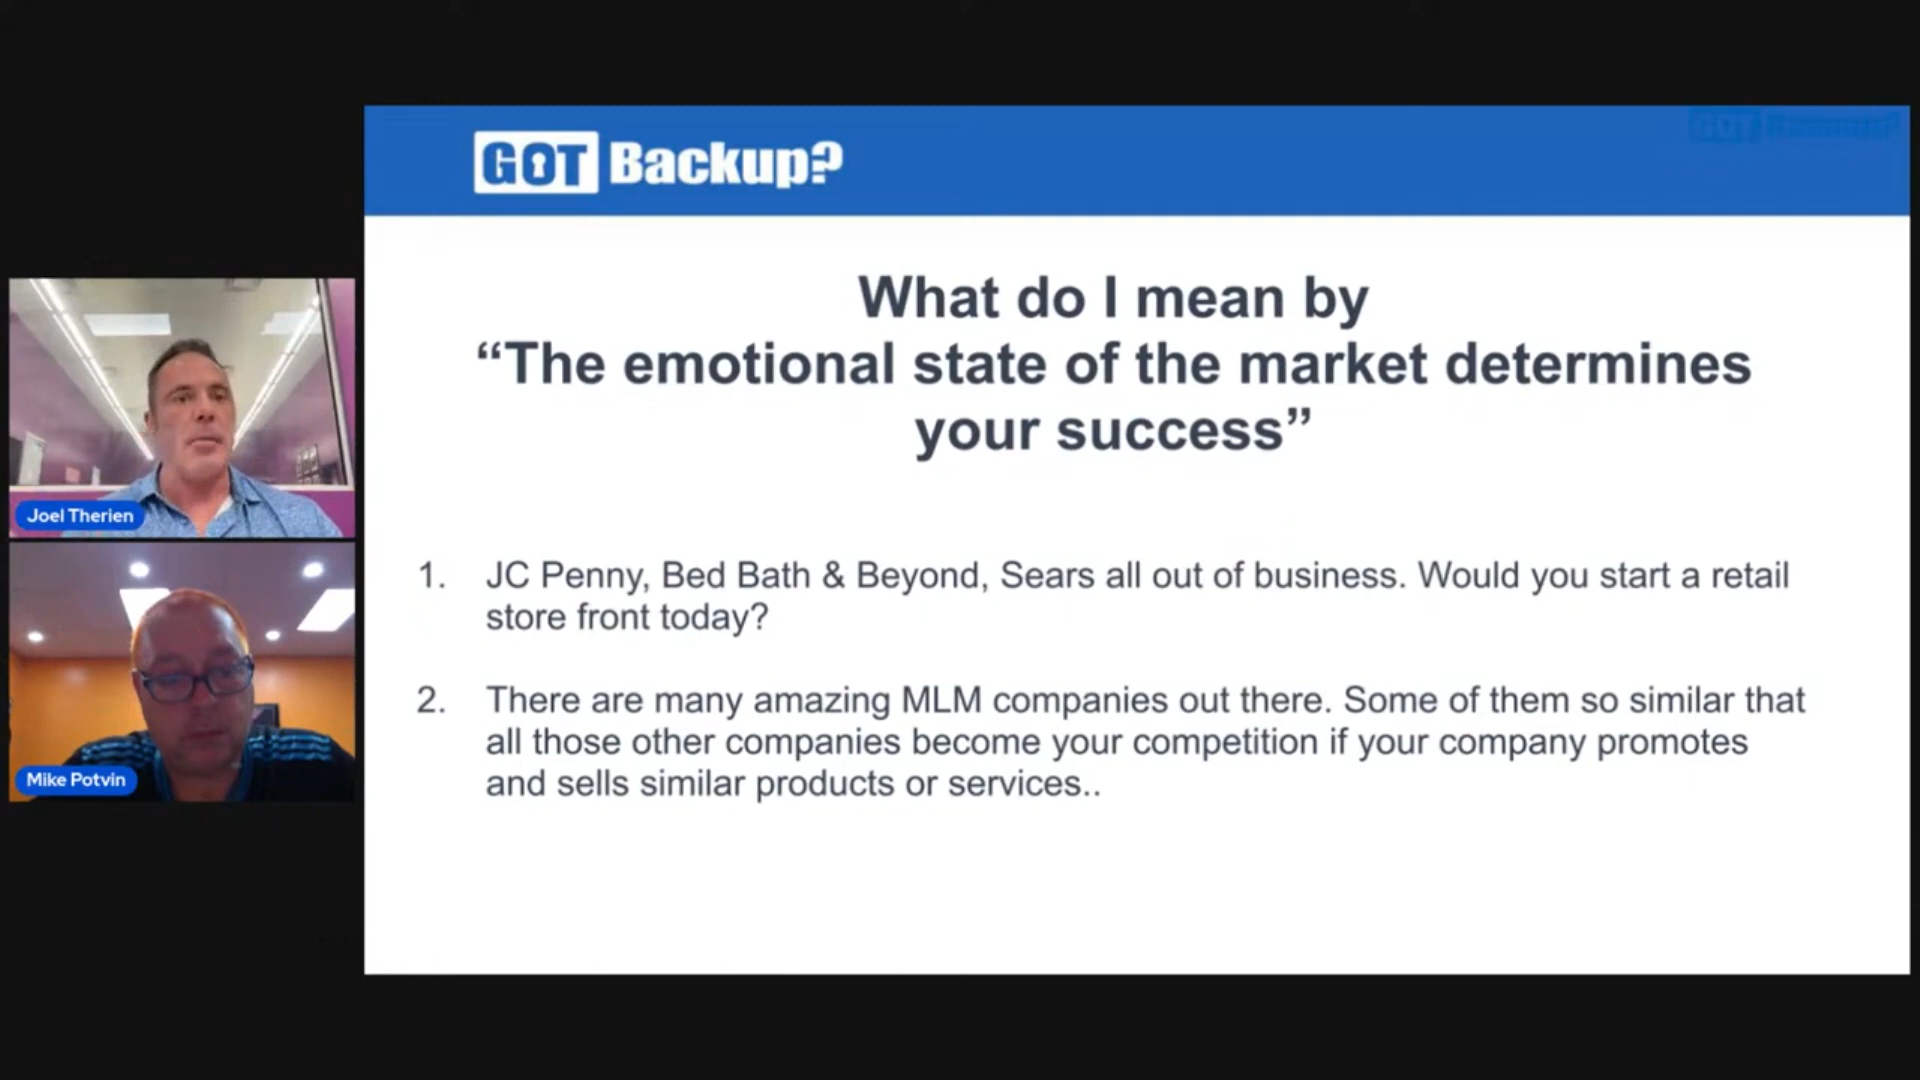 GOT Backup?
What do I mean by
“The emotional state of the market determines
your success”
1. JC Penny, Bed Bath & Beyond, Sears all out of business. Would you start a retail
store front today?
2. There are many amazing MLM companies out there. Some of them so similar that
all those other companies become your competition if your company promotes
and sells similar products or services..
Joel Therien
Mike Potvin